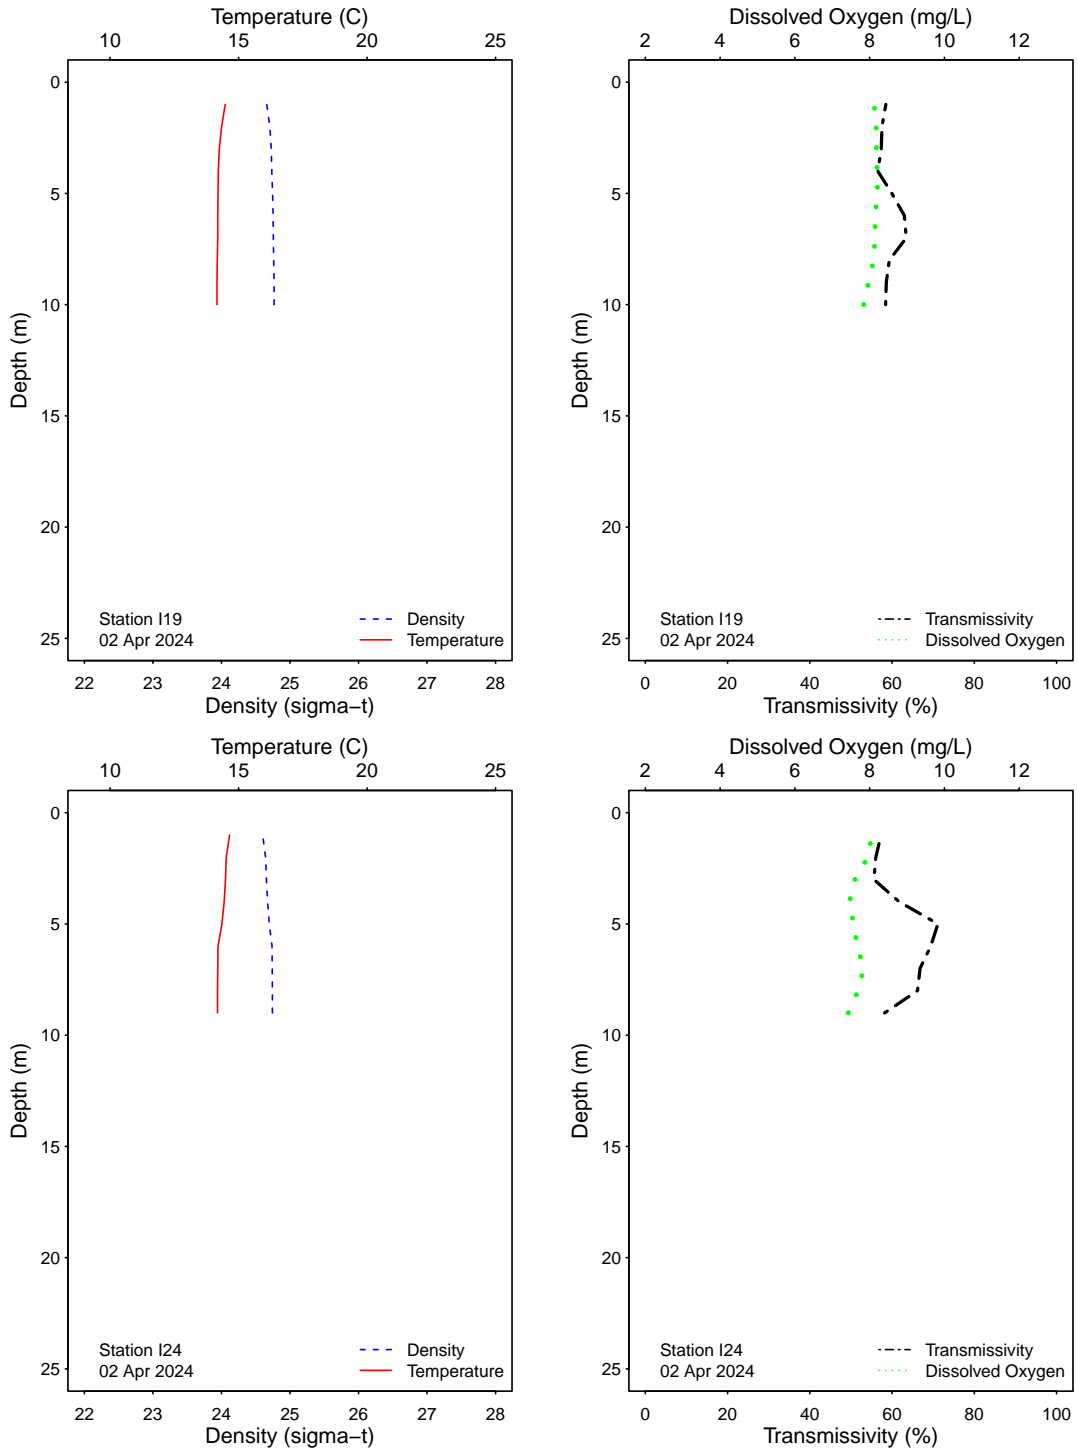 Temperature (C)
10 15 20 25
0
5
10
15
20
25
Depth (m)
Station I19
02 Apr 2024
Density
Temperature
22 23 24 25 26 27 28
Density (sigma−t)
Dissolved Oxygen (mg/L)
2 4 6 8 10 12
0
5
10
15
20
25
Depth (m)
Station I19
02 Apr 2024
Transmissivity
Dissolved Oxygen
0 20 40 60 80 100
Transmissivity (%)
Temperature (C)
10 15 20 25
0
5
10
15
20
25
Depth (m)
Station I24
02 Apr 2024
Density
Temperature
22 23 24 25 26 27 28
Density (sigma−t)
Dissolved Oxygen (mg/L)
2 4 6 8 10 12
0
5
10
15
20
25
Depth (m)
Station I24
02 Apr 2024
Transmissivity
Dissolved Oxygen
0 20 40 60 80 100
Transmissivity (%)